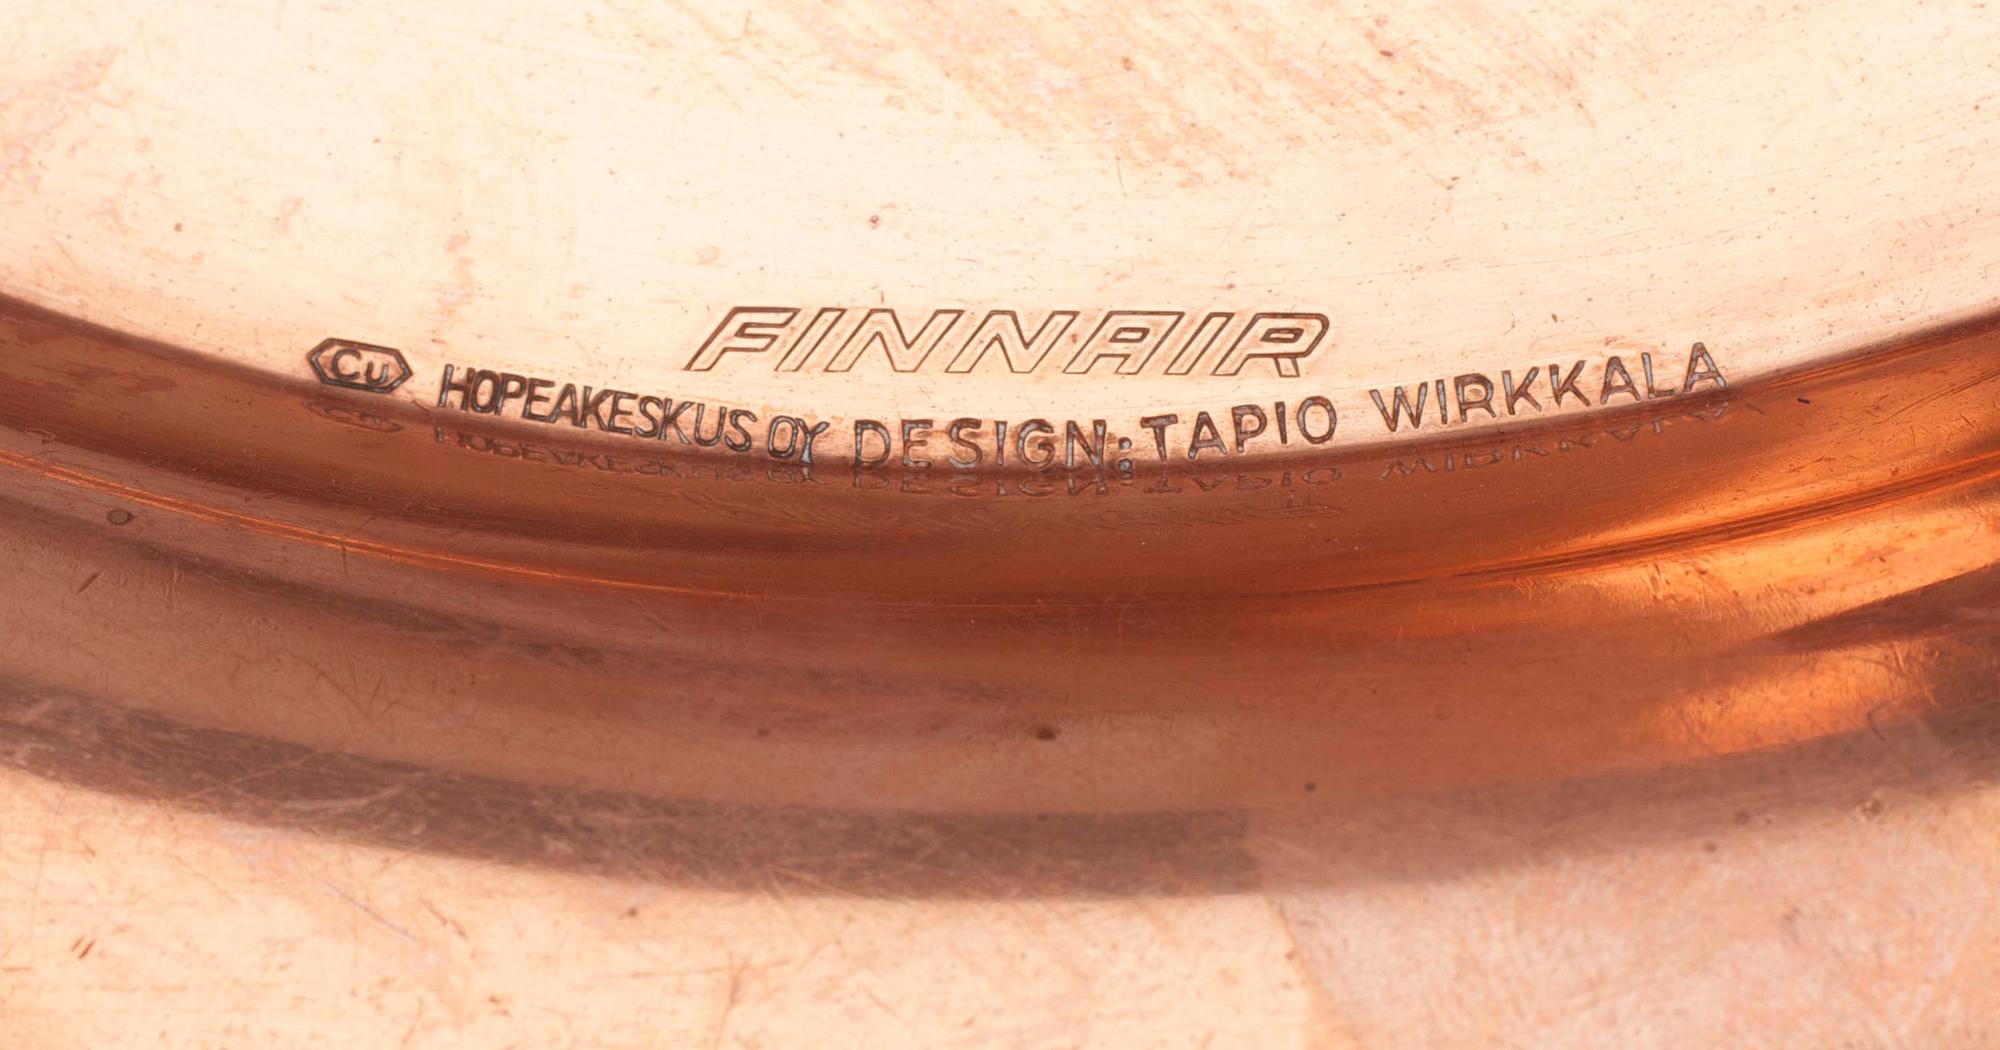 FINNAIR
Cu HOPEAKESKUS OY DESIGN: TAPIO WIRKKALA